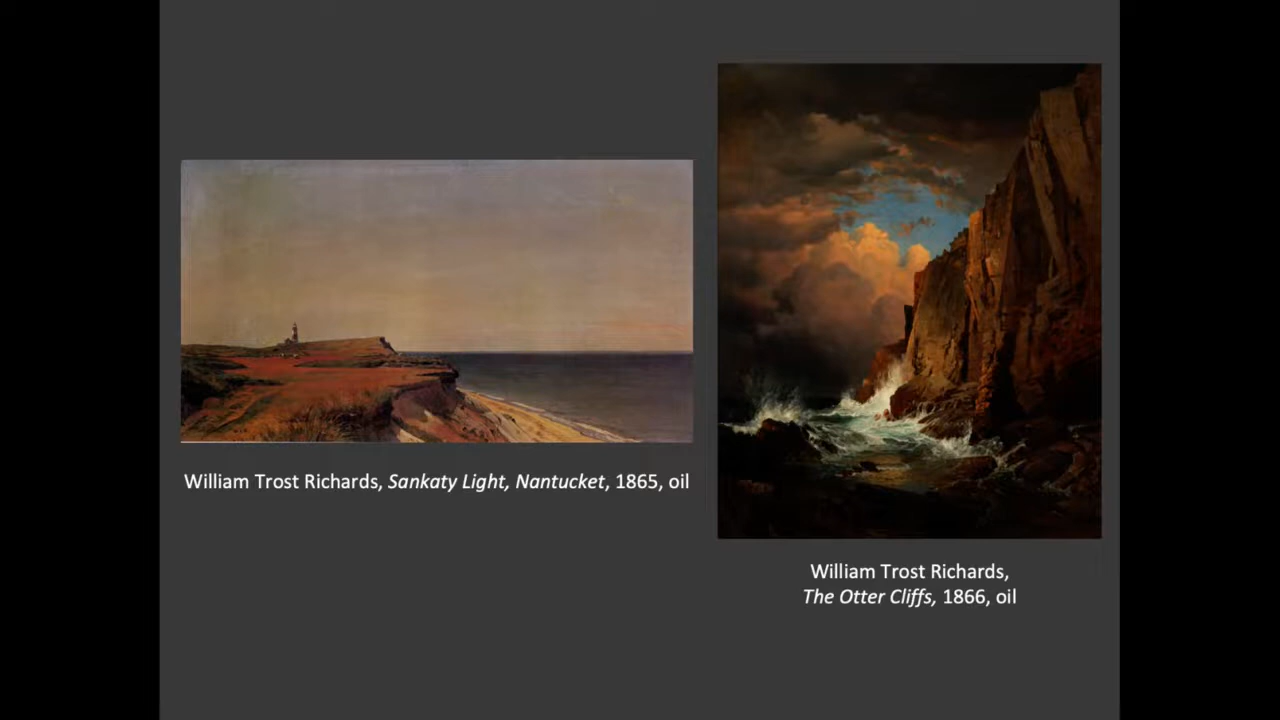 William Trost Richards, Sankaty Light, Nantucket, 1865, oil
William Trost Richards,
The Otter Cliffs, 1866, oil